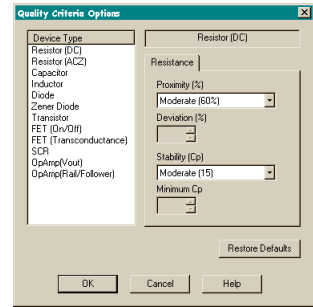 Quality Criteria Options
Device Type
Resistor (DC)
Resistor (ACZ)
Capacitor
Inductor
Diode
Zener Diode
Transistor
FET (On/Off)
FET (Transconductance)
SCR
OpAmp(Vout)
OpAmp(Rail/Follower)
Resistor (DC)
Resistance
Proximity (%)
Moderate (60%)
Deviation (%)
Stability (Cp)
Moderate (15)
Minimum Cp
Restore Defaults
OK
Cancel
Help